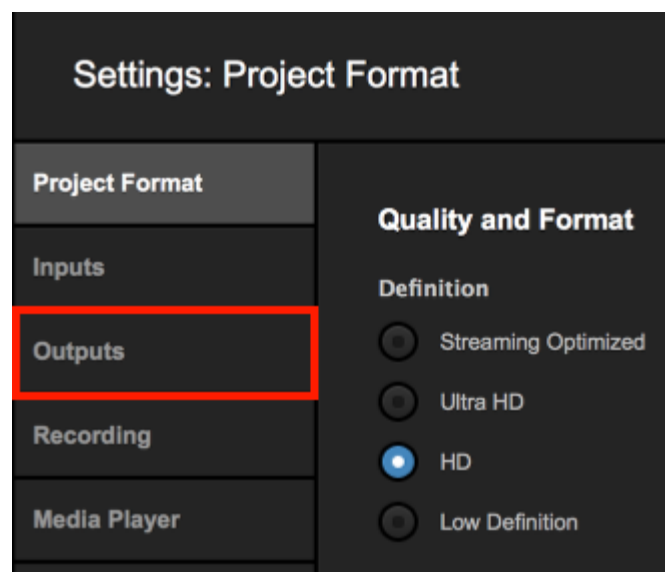 Settings: Project Format
Project Format
Inputs
Outputs
Recording
Media Player
Quality and Format
Definition
Streaming Optimized
Ultra HD
HD
Low Definition